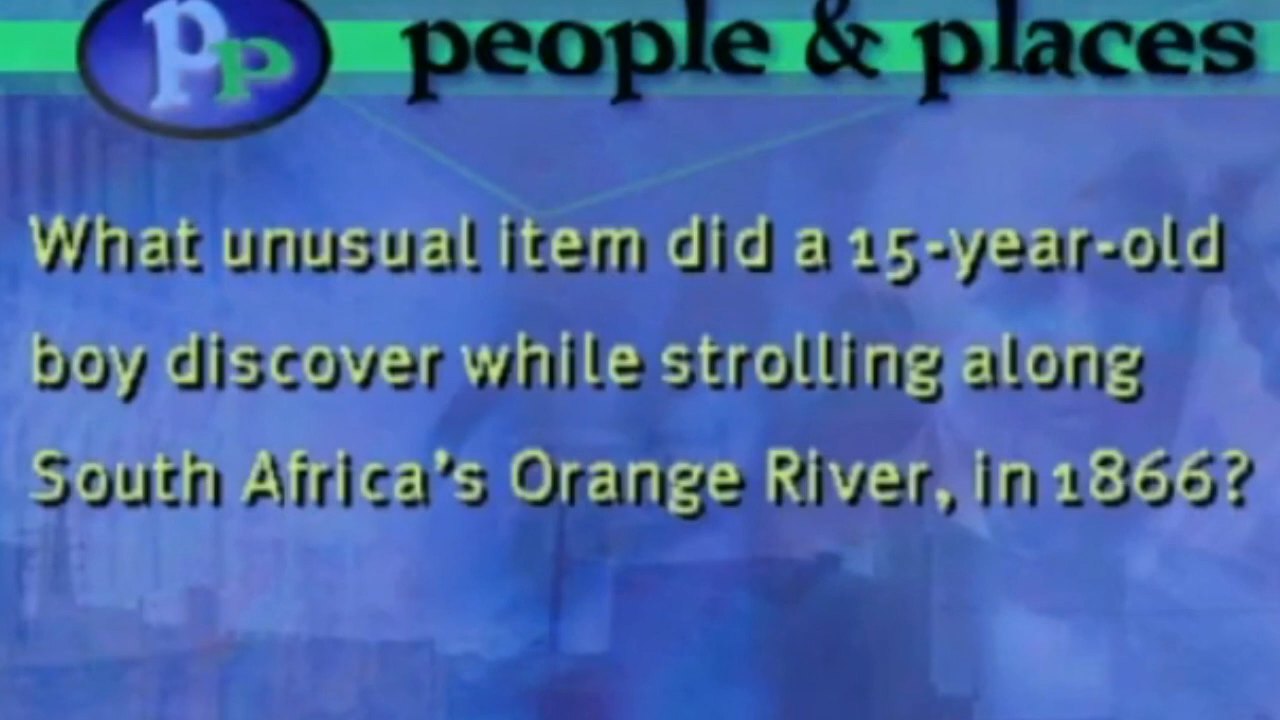 Pp people & places
What unusual item did a 15-year-old
boy discover while strolling along
South Africa's Orange River, in 1866?